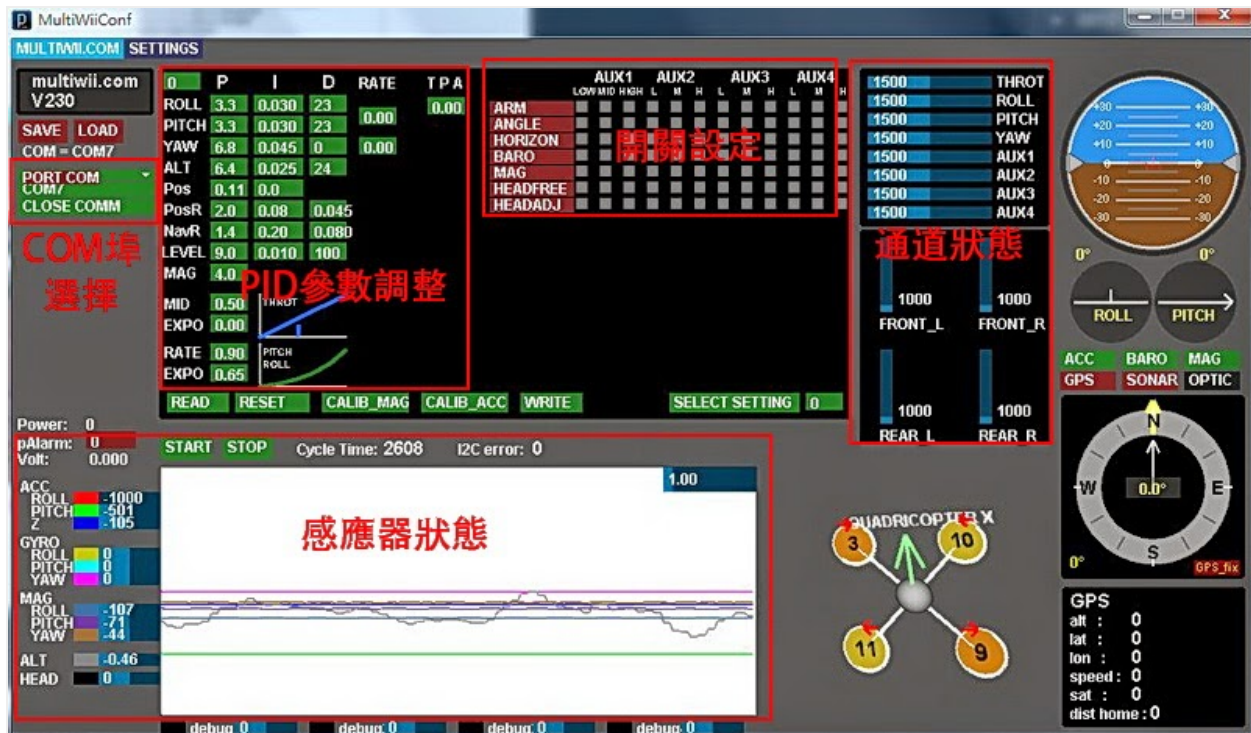 MultiWiiConf
MULTIWII.COM SETTINGS
multiwii.com
V230
SAVE LOAD
COM = COM7
PORT COM
COM7
CLOSE COMM
COM埠
選擇
0 P I D RATE T P A
ROLL 3.3 0.030 23 0.00
PITCH 3.3 0.030 23 0.00
YAW 6.8 0.045 0 0.00
ALT 6.4 0.025 24
Pos 0.11 0.0
PosR 2.0 0.08 0.045
NavR 1.4 0.20 0.080
LEVEL 9.0 0.010 100
MAG 4.0
PID參數調整
MID 0.50 THROT
EXPO 0.00
RATE 0.90 PITCH
ROLL
EXPO 0.65
READ RESET CALIB_MAG CALIB_ACC WRITE SELECT SETTING 0
AUX1 AUX2 AUX3 AUX4
LOW MID HIGH L M H L M H L M H
ARM
ANGLE
HORIZON
BARO
MAG
HEADFREE
HEADADJ
開關設定
1500 THROT
1500 ROLL
1500 PITCH
1500 YAW
1500 AUX1
1500 AUX2
1500 AUX3
1500 AUX4
通道狀態
1000 1000
FRONT_L FRONT_R
1000 1000
REAR_L REAR_R
+30 +30
+20 +20
+10 +10
-10 -10
-20 -20
-30 -30
0° 0°
ROLL PITCH
ACC BARO MAG
GPS SONAR OPTIC
N
W 0.0° E
S
0° GPS_fix
GPS
alt : 0
lat : 0
lon : 0
speed : 0
sat : 0
dist home : 0
Power: 0
pAlarm: 0
Volt: 0.000
START STOP Cycle Time: 2608 I2C error: 0
1.00
感應器狀態
ACC
ROLL -1000
PITCH -501
Z -105
GYRO
ROLL 0
PITCH 0
YAW 0
MAG
ROLL -107
PITCH -71
YAW -44
ALT -0.46
HEAD 0
QUADRICOPTER X
3 10
11 9
debug 0 debug 0 debug 0 debug 0